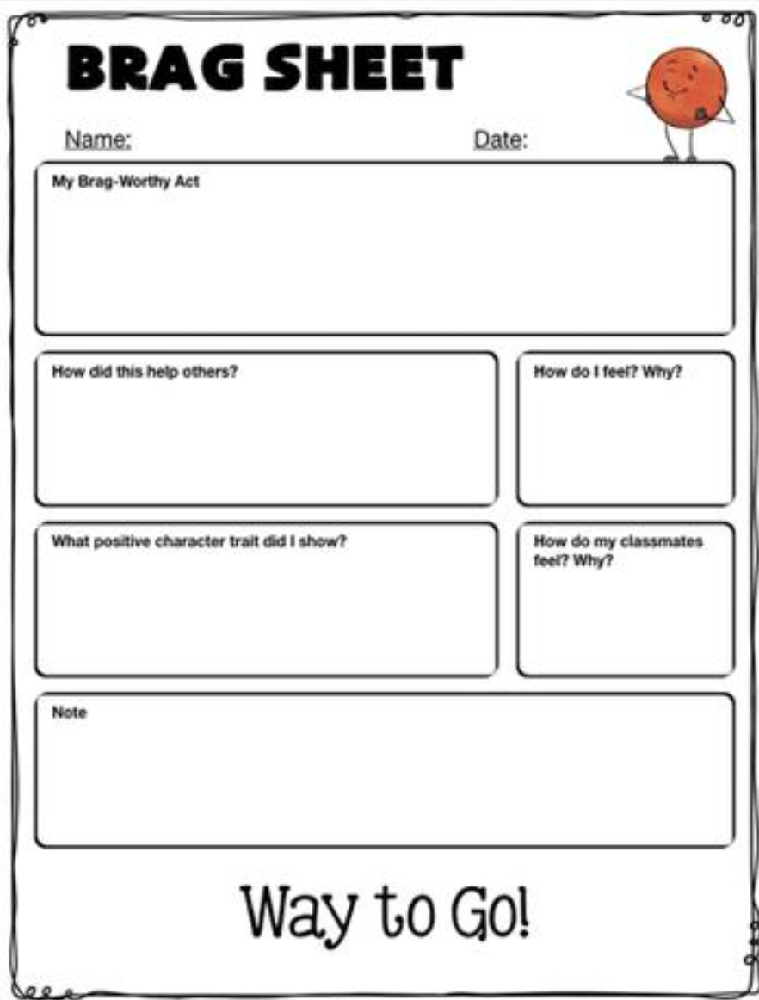 BRAG SHEET
Name:
Date:
My Brag-Worthy Act
How did this help others?
How do I feel? Why?
What positive character trait did I show?
How do my classmates
feel? Why?
Note
Way to Go!